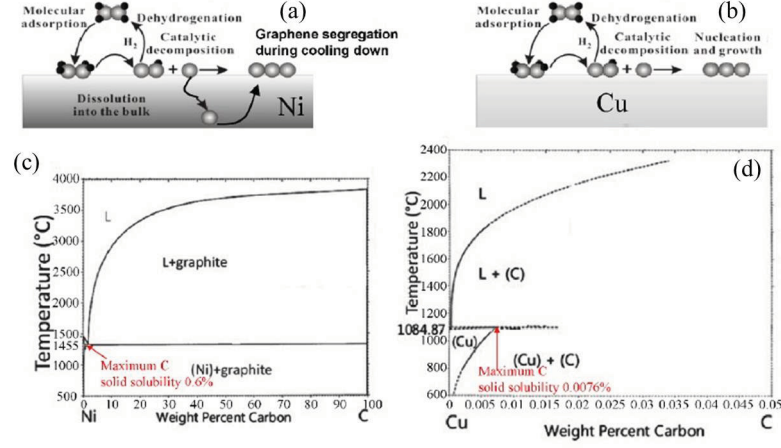 (a)
Molecular
adsorption
Dehydrogenation
H2
Catalytic
decomposition
Graphene segregation
during cooling down
+
Dissolution
into the bulk
Ni
(b)
Molecular
adsorption
Dehydrogenation
H2
Catalytic
decomposition
Nucleation
and growth
+
Cu
(c)
4000
3500
3000
2500
2000
1500
1455
1000
500
Temperature (°C)
L
L+graphite
Maximum C
solid solubility 0.6%
(Ni)+graphite
0 10 20 30 40 50 60 70 80 90 100
Ni
Weight Percent Carbon
C
(d)
2400
2200
2000
1800
1600
1400
1200
1084.87
1000
800
600
Temperature (°C)
L
L + (C)
(Cu)
(Cu) + (C)
Maximum C
solid solubility 0.0076%
0 0.005 0.01 0.015 0.02 0.025 0.03 0.035 0.04 0.045 0.05
Cu
Weight Percent Carbon
C